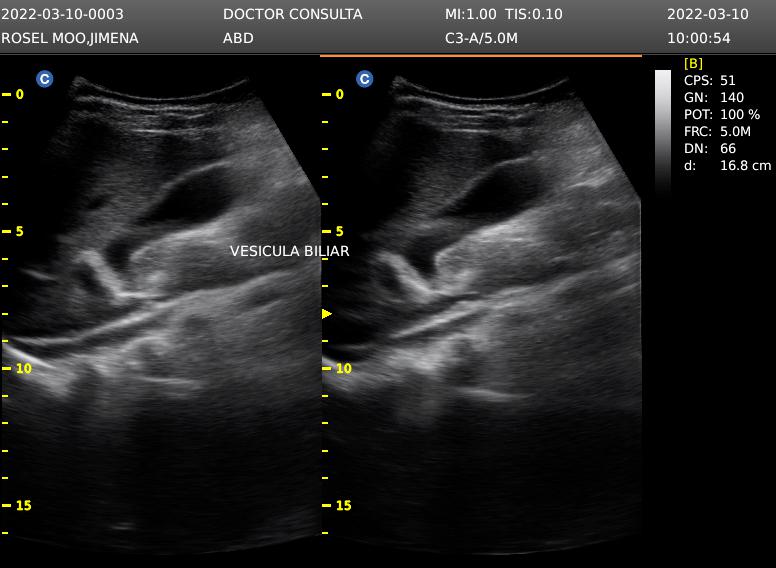 2022-03-10-0003 DOCTOR CONSULTA MI:1.00 TIS:0.10 2022-03-10
ROSEL MOO,JIMENA ABD C3-A/5.0M 10:00:54
[B]
CPS: 51
GN: 140
POT: 100 %
FRC: 5.0M
DN: 66
d: 16.8 cm
C C
0 0
5 5
VESICULA BILIAR
10 10
15 15